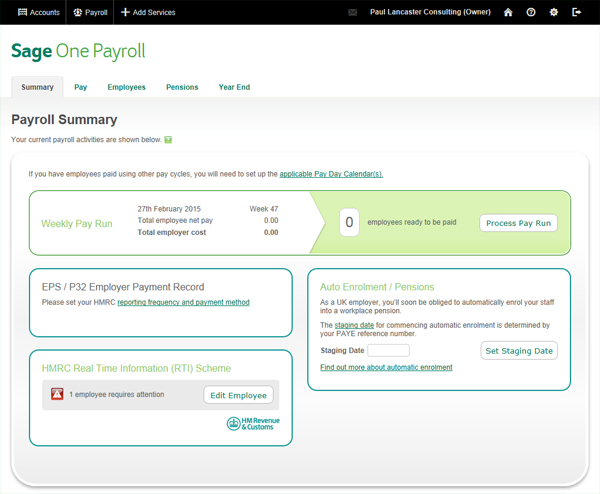 Accounts Payroll Add Services Paul Lancaster Consulting (Owner)
Sage One Payroll
Summary Pay Employees Pensions Year End
Payroll Summary
Your current payroll activities are shown below. ?
If you have employees paid using other pay cycles, you will need to set up the applicable Pay Day Calendar(s).
Weekly Pay Run
27th February 2015 Week 47
Total employee net pay 0.00
Total employer cost 0.00
0 employees ready to be paid Process Pay Run
EPS / P32 Employer Payment Record
Please set your HMRC reporting frequency and payment method
HMRC Real Time Information (RTI) Scheme
1 employee requires attention Edit Employee
HM Revenue
& Customs
Auto Enrolment / Pensions
As a UK employer, you'll soon be obliged to automatically enrol your staff
into a workplace pension.
The staging date for commencing automatic enrolment is determined by
your PAYE reference number.
Staging Date Set Staging Date
Find out more about automatic enrolment